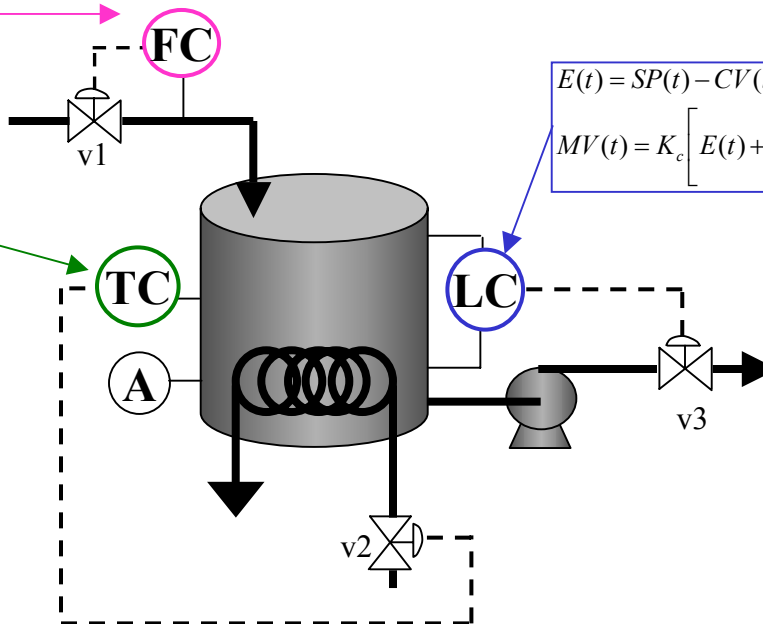 FC
v1
E(t) = SP(t) − CV(
MV(t) = K_c [ E(t) +
TC
LC
A
v3
v2